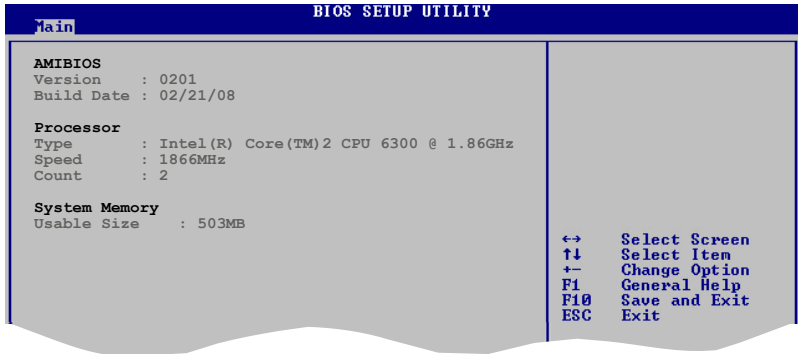 BIOS SETUP UTILITY
Main
AMIBIOS
Version : 0201
Build Date : 02/21/08
Processor
Type : Intel(R) Core(TM)2 CPU 6300 @ 1.86GHz
Speed : 1866MHz
Count : 2
System Memory
Usable Size : 503MB
←→ Select Screen
↑↓ Select Item
+- Change Option
F1 General Help
F10 Save and Exit
ESC Exit